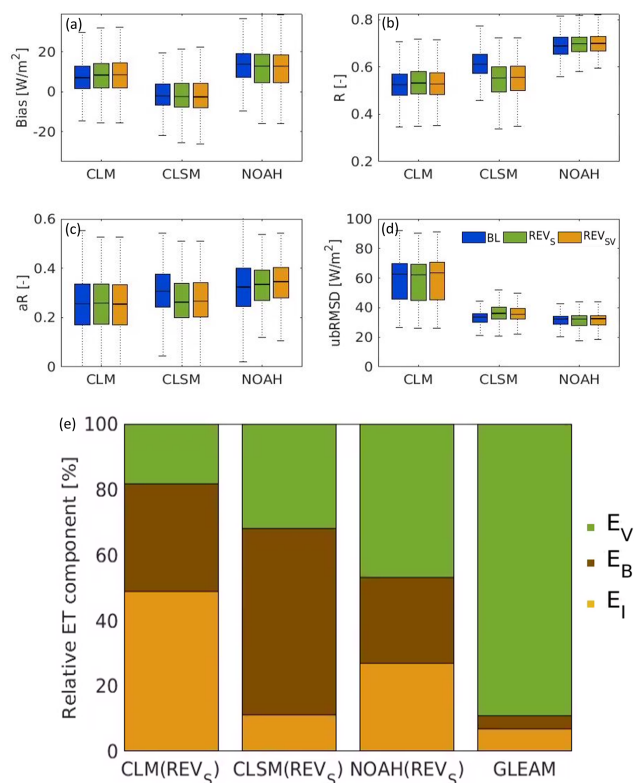 (a)
Bias [W/m²]
20
0
-20
CLM CLSM NOAH
(b)
R [-]
0.8
0.6
0.4
0.2
CLM CLSM NOAH
(c)
aR [-]
0.6
0.4
0.2
0
CLM CLSM NOAH
(d)
ubRMSD [W/m²]
100
80
60
40
20
0
BL REV_S REV_SV
CLM CLSM NOAH
(e)
Relative ET component [%]
100
80
60
40
20
0
CLM(REV_S) CLSM(REV_S) NOAH(REV_S) GLEAM
E_V
E_B
E_I